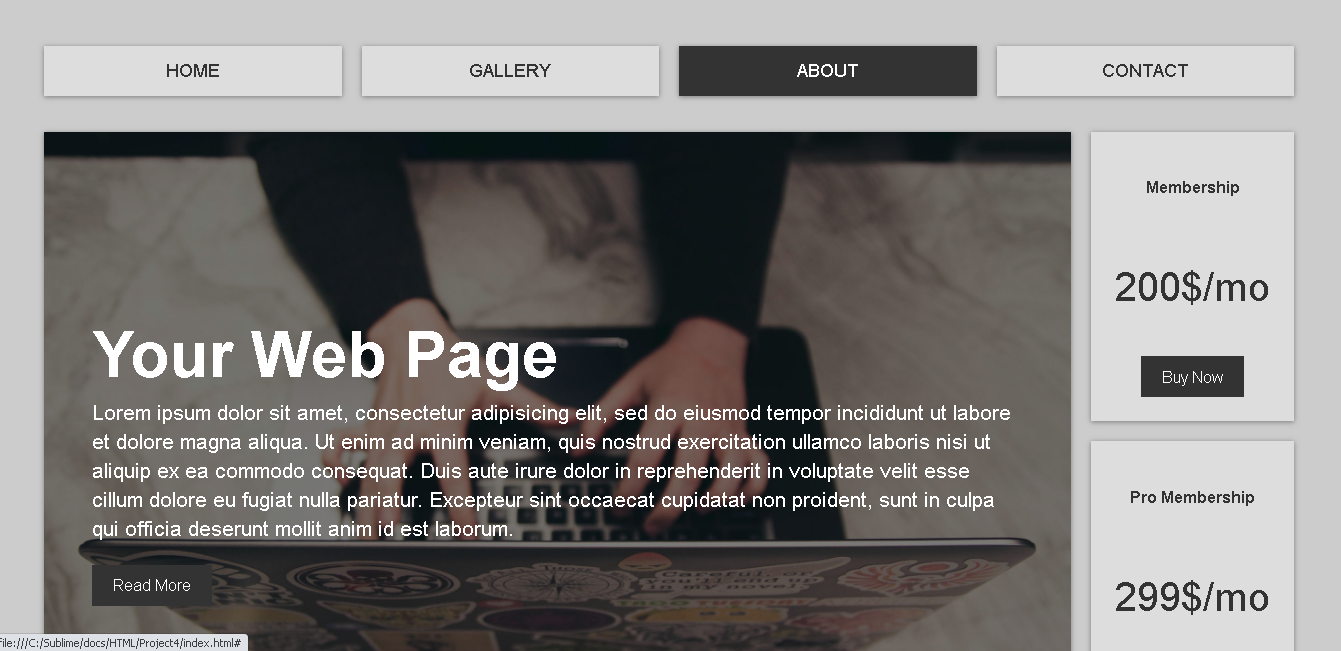 HOME
GALLERY
ABOUT
CONTACT
Your Web Page
Lorem ipsum dolor sit amet, consectetur adipisicing elit, sed do eiusmod tempor incididunt ut labore
et dolore magna aliqua. Ut enim ad minim veniam, quis nostrud exercitation ullamco laboris nisi ut
aliquip ex ea commodo consequat. Duis aute irure dolor in reprehenderit in voluptate velit esse
cillum dolore eu fugiat nulla pariatur. Excepteur sint occaecat cupidatat non proident, sunt in culpa
qui officia deserunt mollit anim id est laborum.
Read More
Membership
200$/mo
Buy Now
Pro Membership
299$/mo
file:///C:/Sublime/docs/HTML/Project4/index.html#